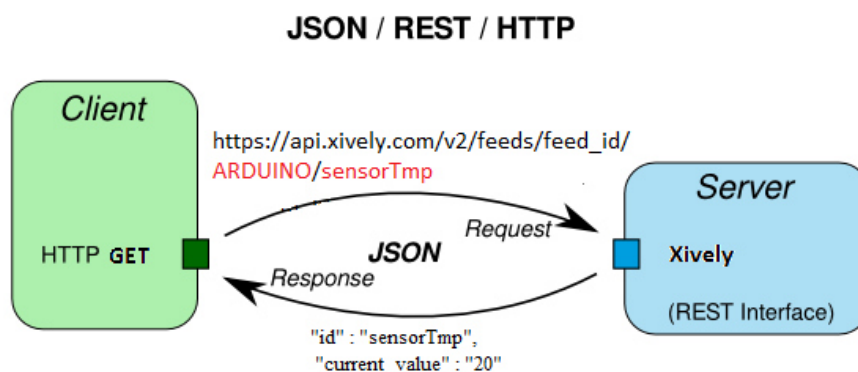 JSON / REST / HTTP
Client
https://api.xively.com/v2/feeds/feed_id/
ARDUINO/sensorTmp
Server
HTTP GET
Request
JSON
Xively
Response
(REST Interface)
"id" : "sensorTmp",
"current_value" : "20"